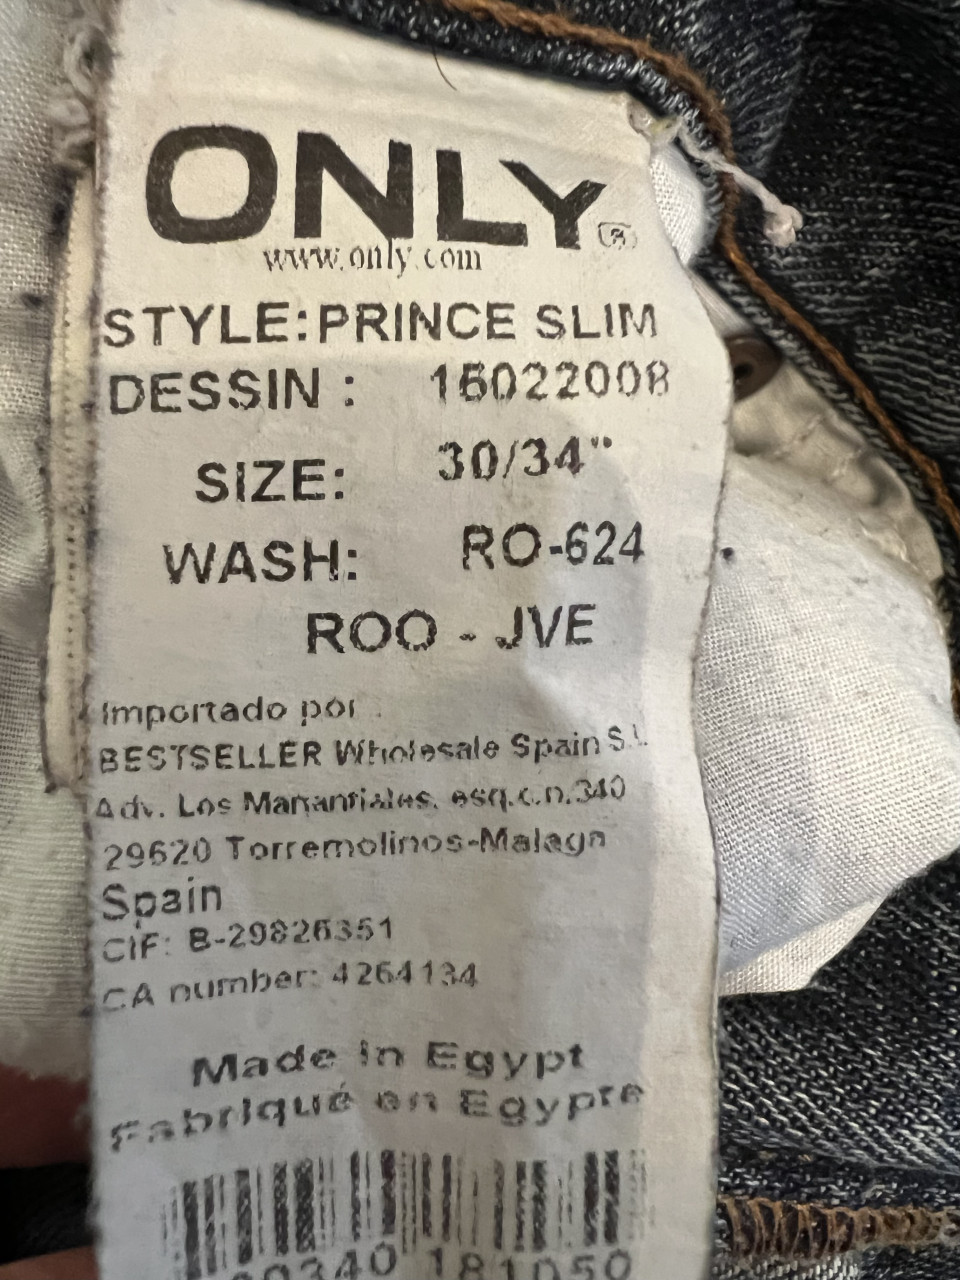 ONLY®
www.only.com
STYLE:PRINCE SLIM
DESSIN : 15022008
SIZE: 30/34"
WASH: RO-624
ROO - JVE
Importado por
BESTSELLER Wholesale Spain S.L
Adv. Los Manantiales, esq.c.n.340
29620 Torremolinos-Malaga
Spain
CIF: B-29826351
CA number: 4264134
Made in Egypt
Fabriqué en Egypte
181050